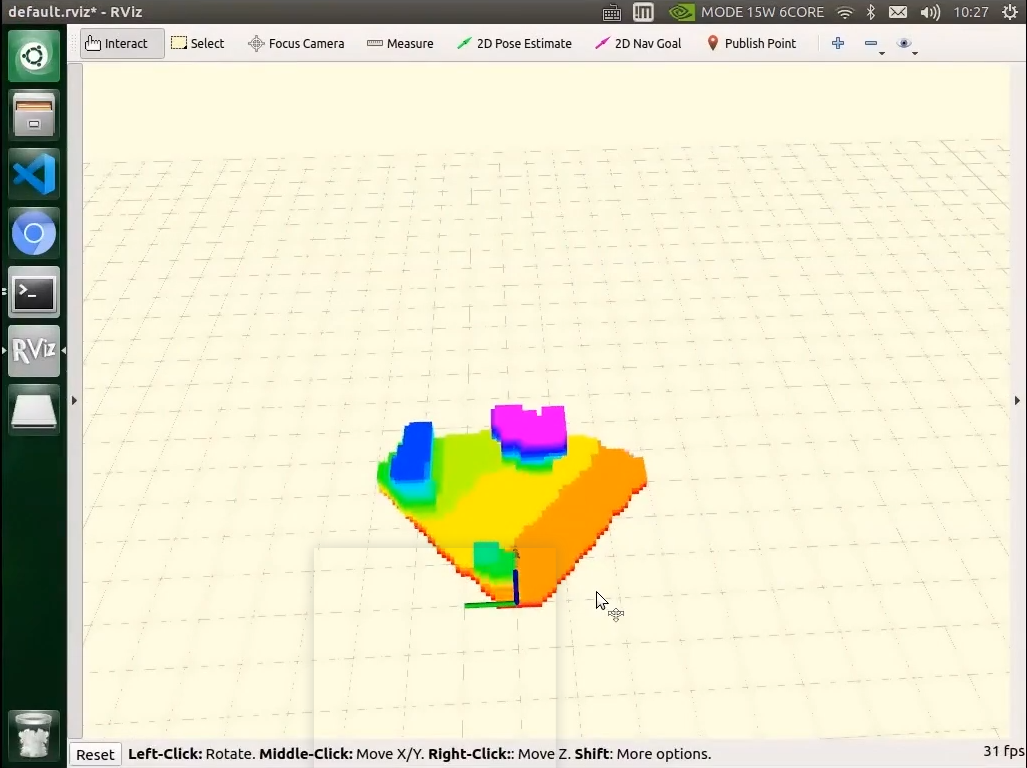 default.rviz* - RViz
MODE 15W 6CORE
10:27
Interact
Select
Focus Camera
Measure
2D Pose Estimate
2D Nav Goal
Publish Point
>_
RViz
Reset
Left-Click: Rotate. Middle-Click: Move X/Y. Right-Click:: Move Z. Shift: More options.
31 fps